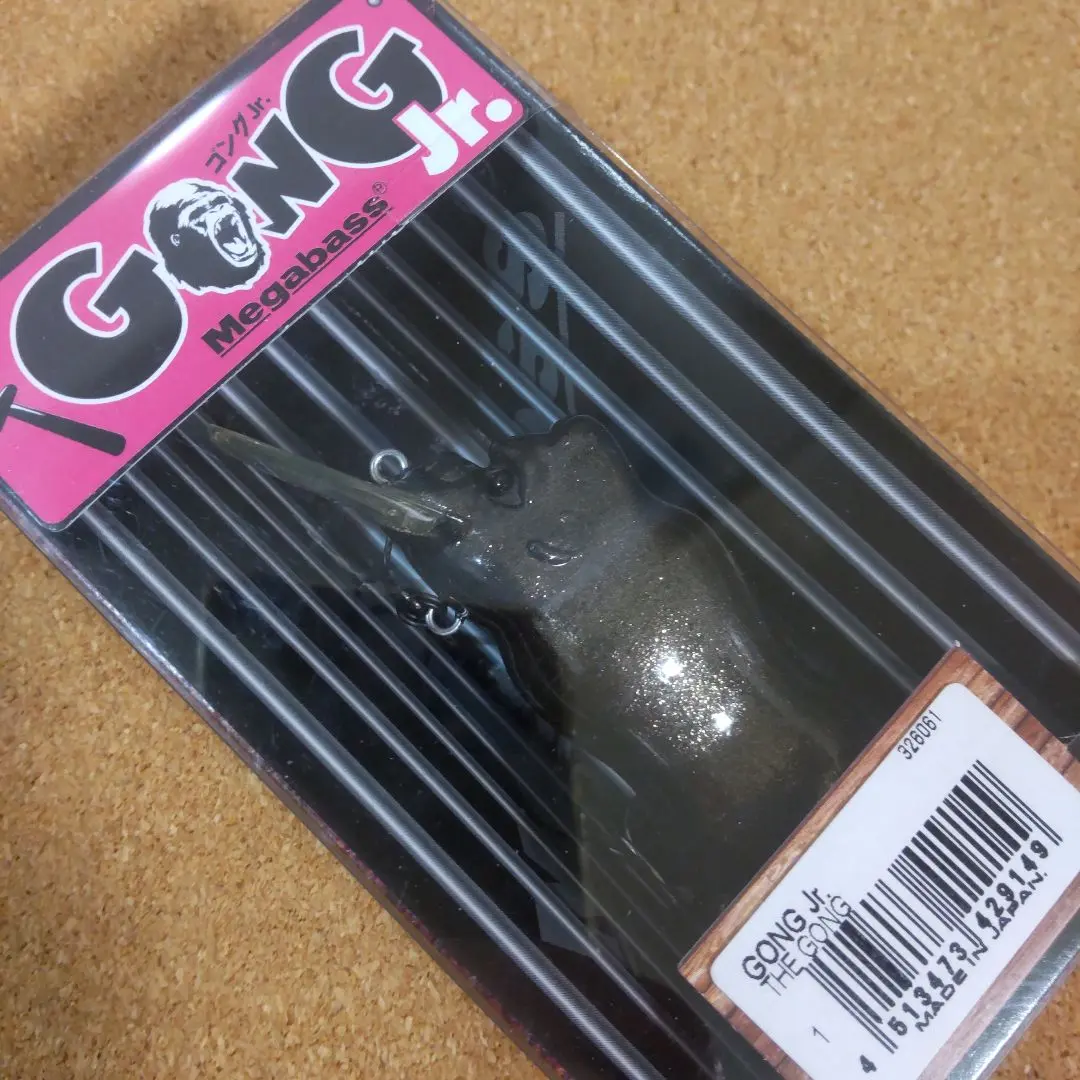 ゴングJr.
GONG Jr.
Megabass®
326061
GONG Jr.
THE GONG
1
4 513473 429149
MADE IN JAPAN.